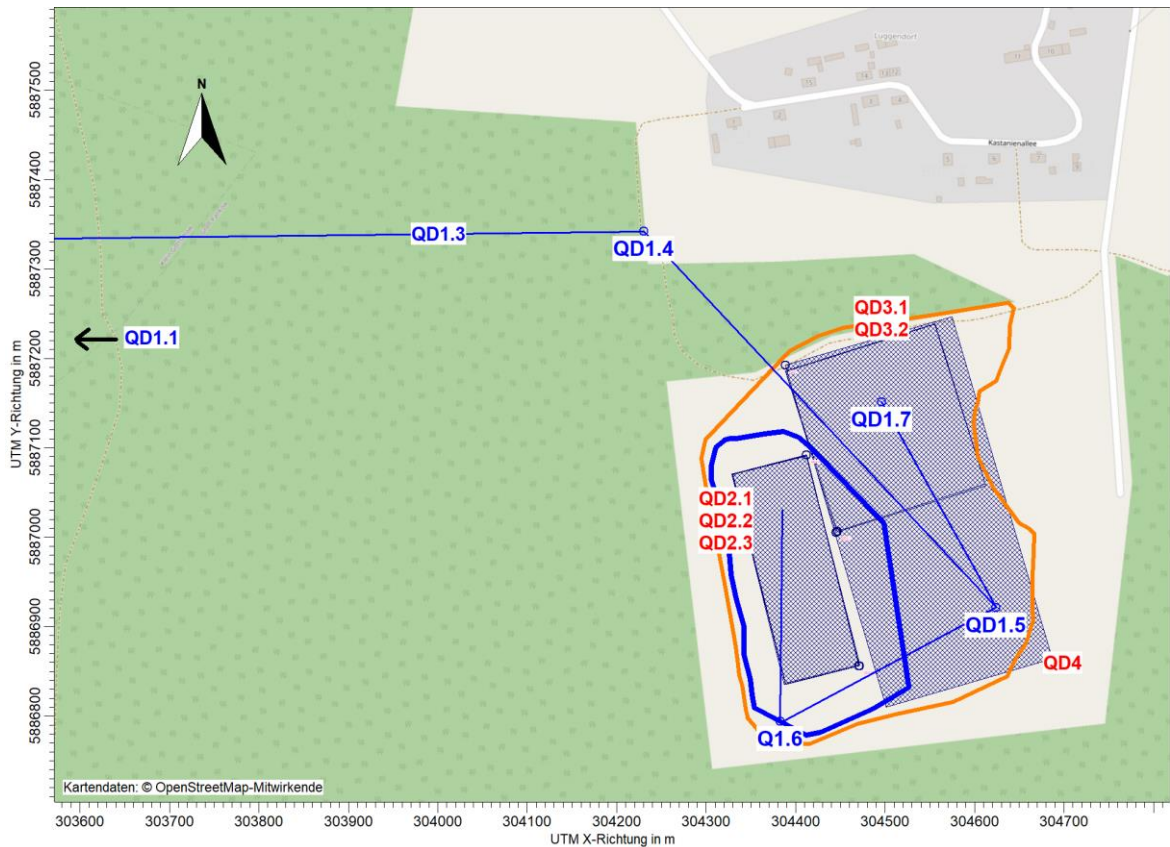 Luggendorf
Kastanienallee
N
QD1.3
QD1.4
QD1.1
QD3.1
QD3.2
QD1.7
QD2.1
QD2.2
QD2.3
QD1.5
QD4
Q1.6
Kartendaten: © OpenStreetMap-Mitwirkende
UTM Y-Richtung in m
5887500
5887400
5887300
5887200
5887100
5887000
5886900
5886800
303600 303700 303800 303900 304000 304100 304200 304300 304400 304500 304600 304700
UTM X-Richtung in m